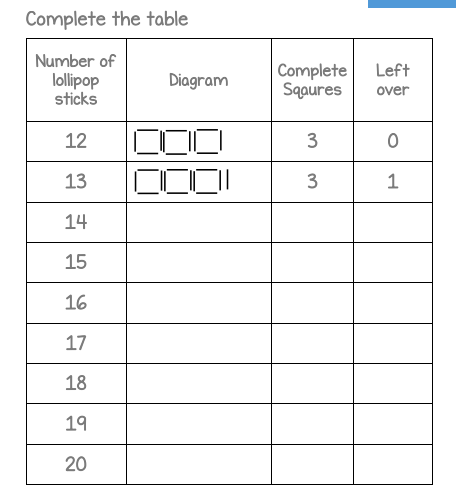 Complete the table
Number of
lollipop
sticks
Diagram
Complete
Sqaures
Left
over
12 3 0
13 3 1
14
15
16
17
18
19
20